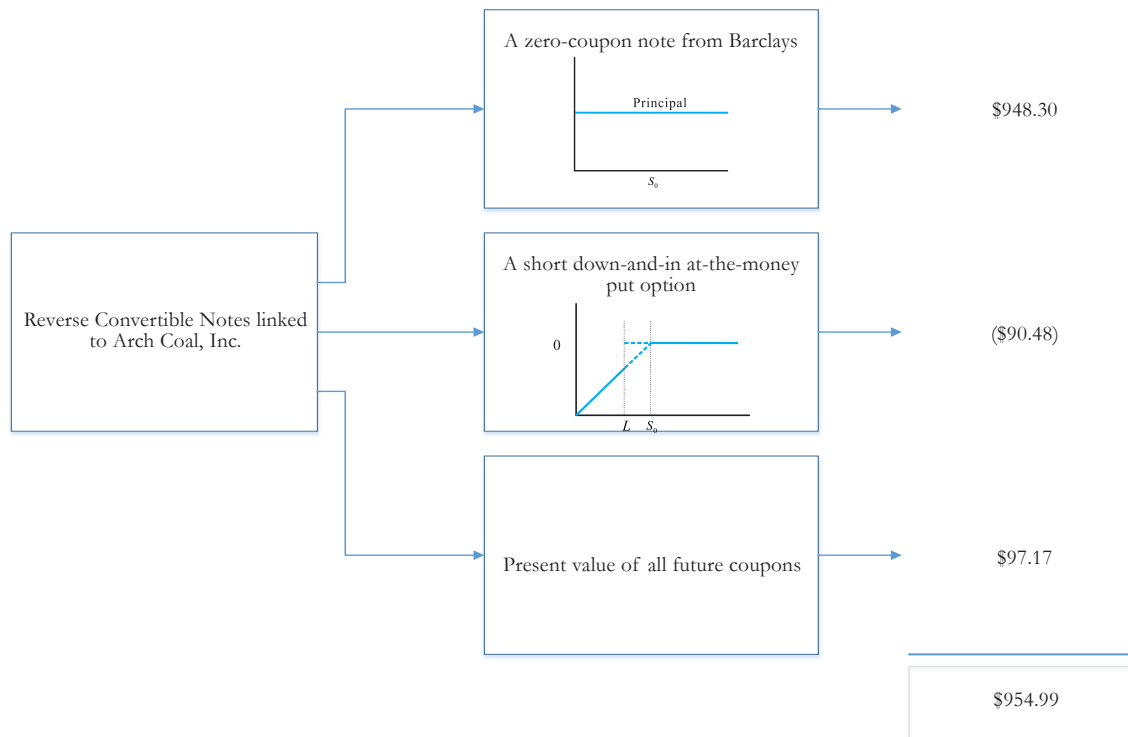 A zero-coupon note from Barclays
Principal
S₀
$948.30
Reverse Convertible Notes linked
to Arch Coal, Inc.
A short down-and-in at-the-money
put option
0
L S₀
($90.48)
Present value of all future coupons
$97.17
$954.99